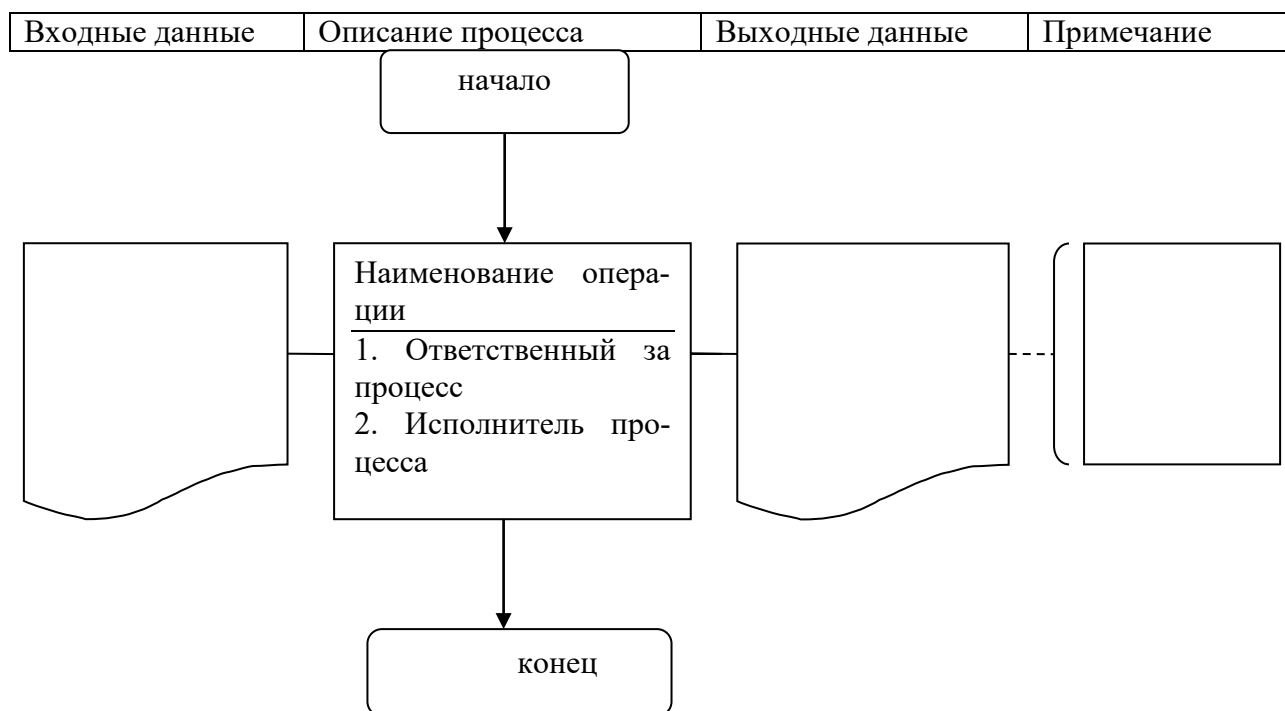 Входные данные Описание процесса Выходные данные Примечание
начало
Наименование опера-
ции
1. Ответственный за
процесс
2. Исполнитель про-
цесса
конец